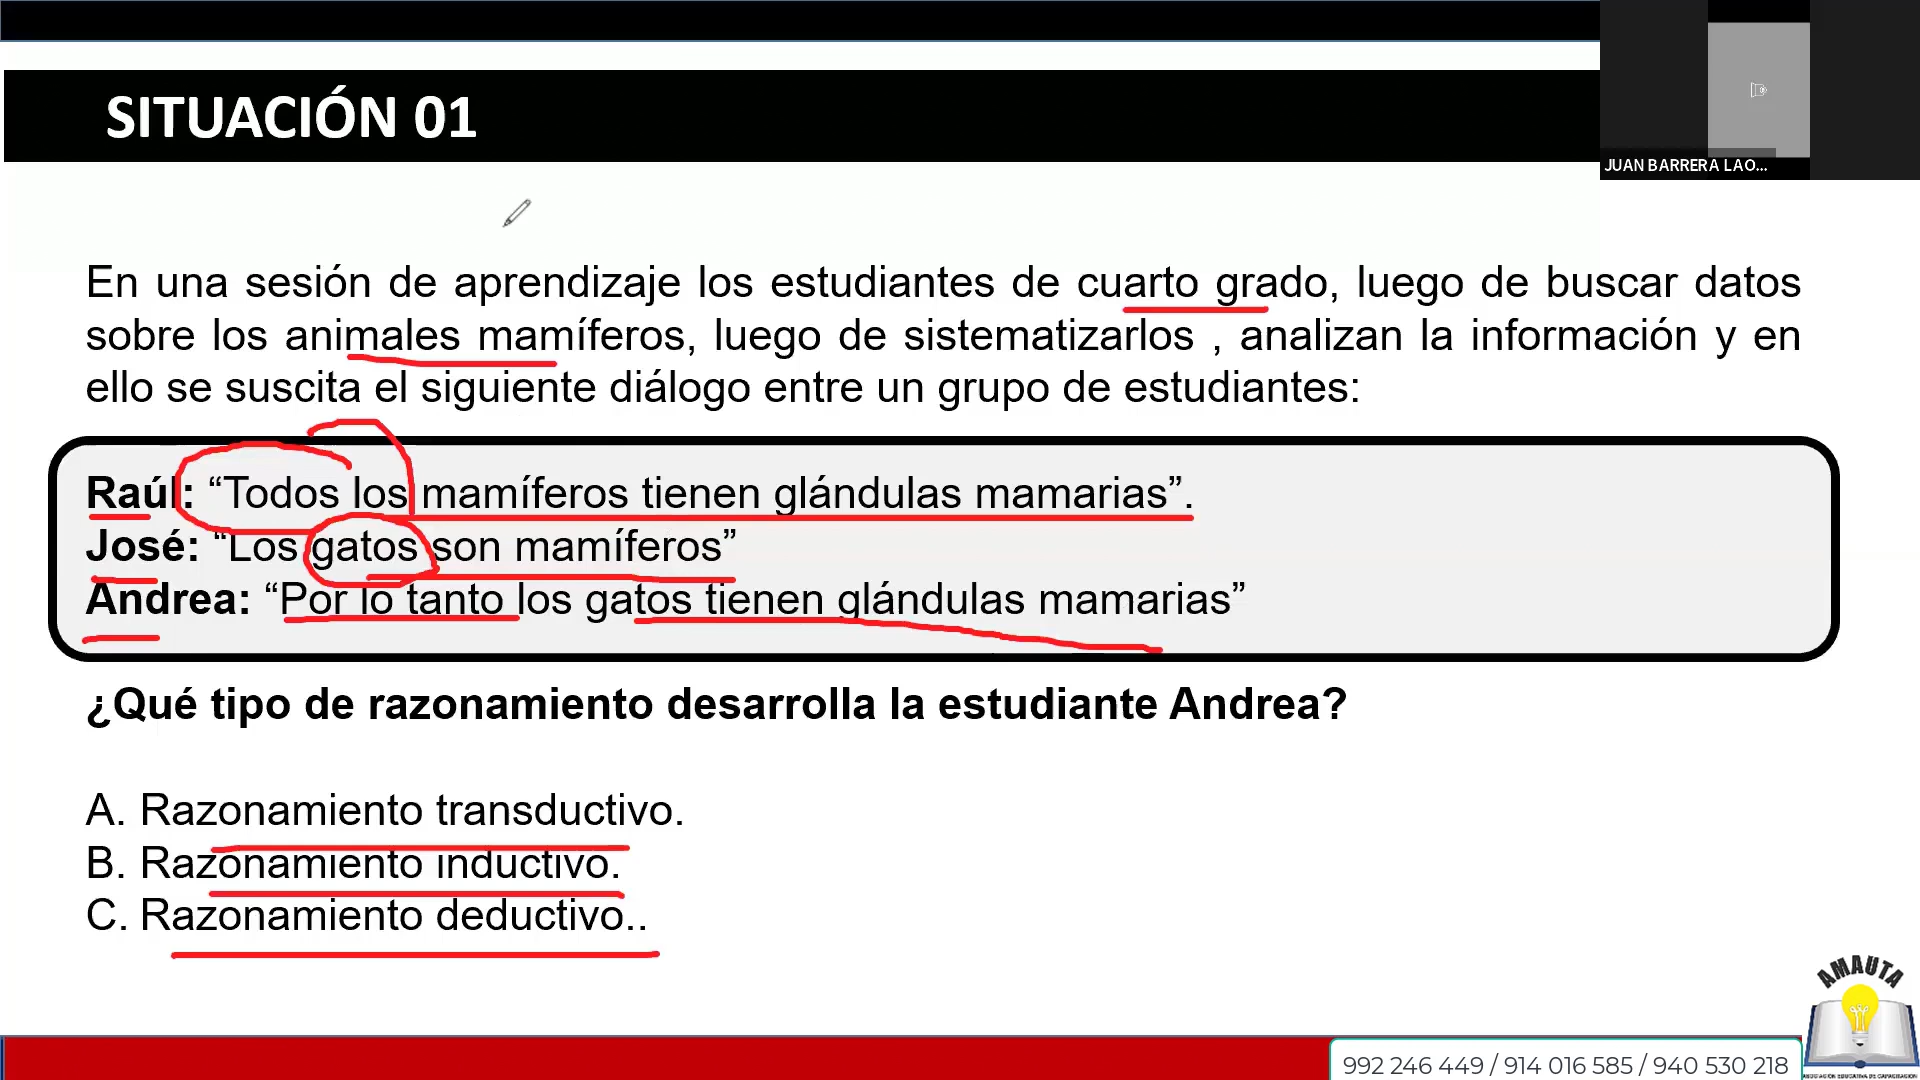 SITUACIÓN 01
JUAN BARRERA LAO...
En una sesión de aprendizaje los estudiantes de cuarto grado, luego de buscar datos
sobre los animales mamíferos, luego de sistematizarlos , analizan la información y en
ello se suscita el siguiente diálogo entre un grupo de estudiantes:
Raúl: “Todos los mamíferos tienen glándulas mamarias”.
José: “Los gatos son mamíferos”
Andrea: “Por lo tanto los gatos tienen glándulas mamarias”
¿Qué tipo de razonamiento desarrolla la estudiante Andrea?
A. Razonamiento transductivo.
B. Razonamiento inductivo.
C. Razonamiento deductivo..
AMAUTA
ASOCIACIÓN EDUCATIVA DE CAPACITACIÓN
992 246 449 / 914 016 585 / 940 530 218